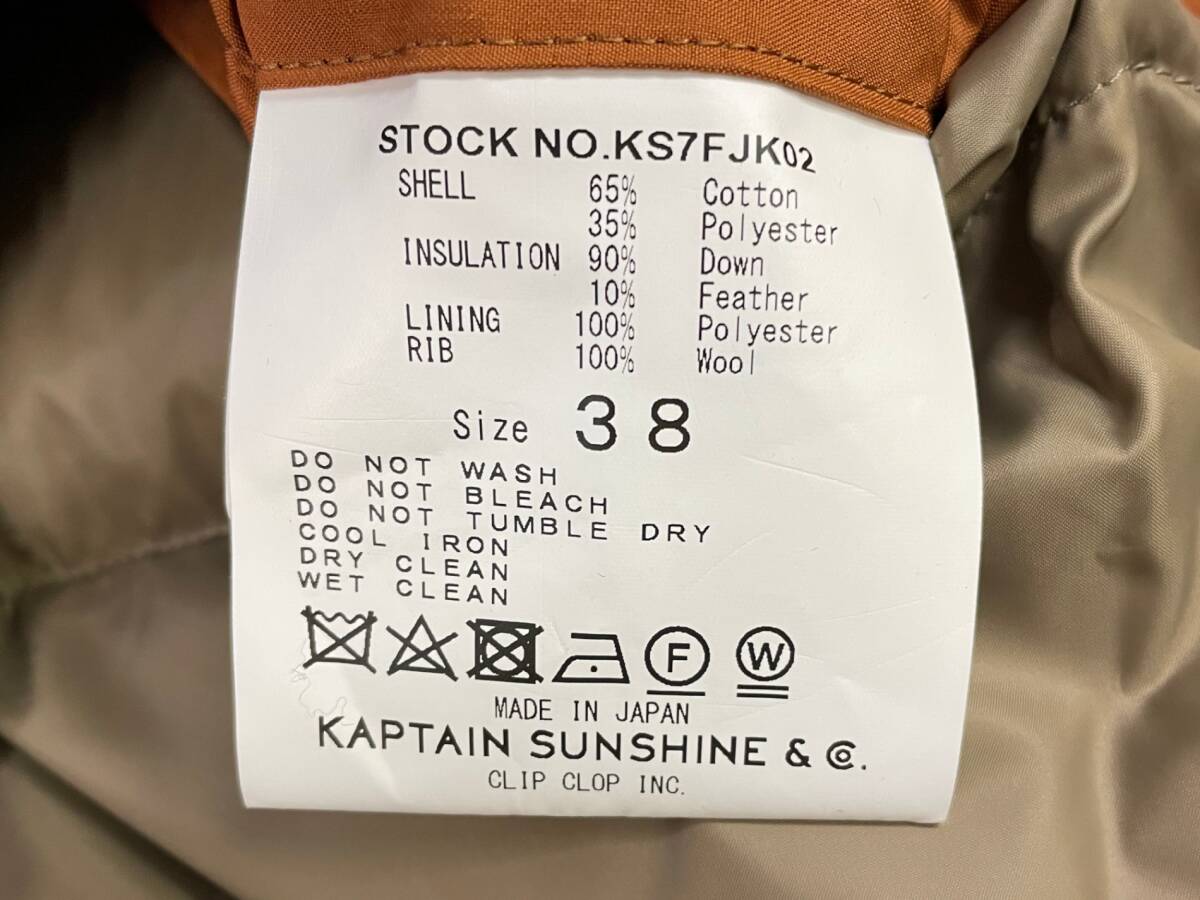 STOCK NO.KS7FJK02
SHELL 65% Cotton
35% Polyester
INSULATION 90% Down
10% Feather
LINING 100% Polyester
RIB 100% Wool
Size 38
DO NOT WASH
DO NOT BLEACH
DO NOT TUMBLE DRY
COOL IRON
DRY CLEAN
WET CLEAN
F W
MADE IN JAPAN
KAPTAIN SUNSHINE & Co.
CLIP CLOP INC.